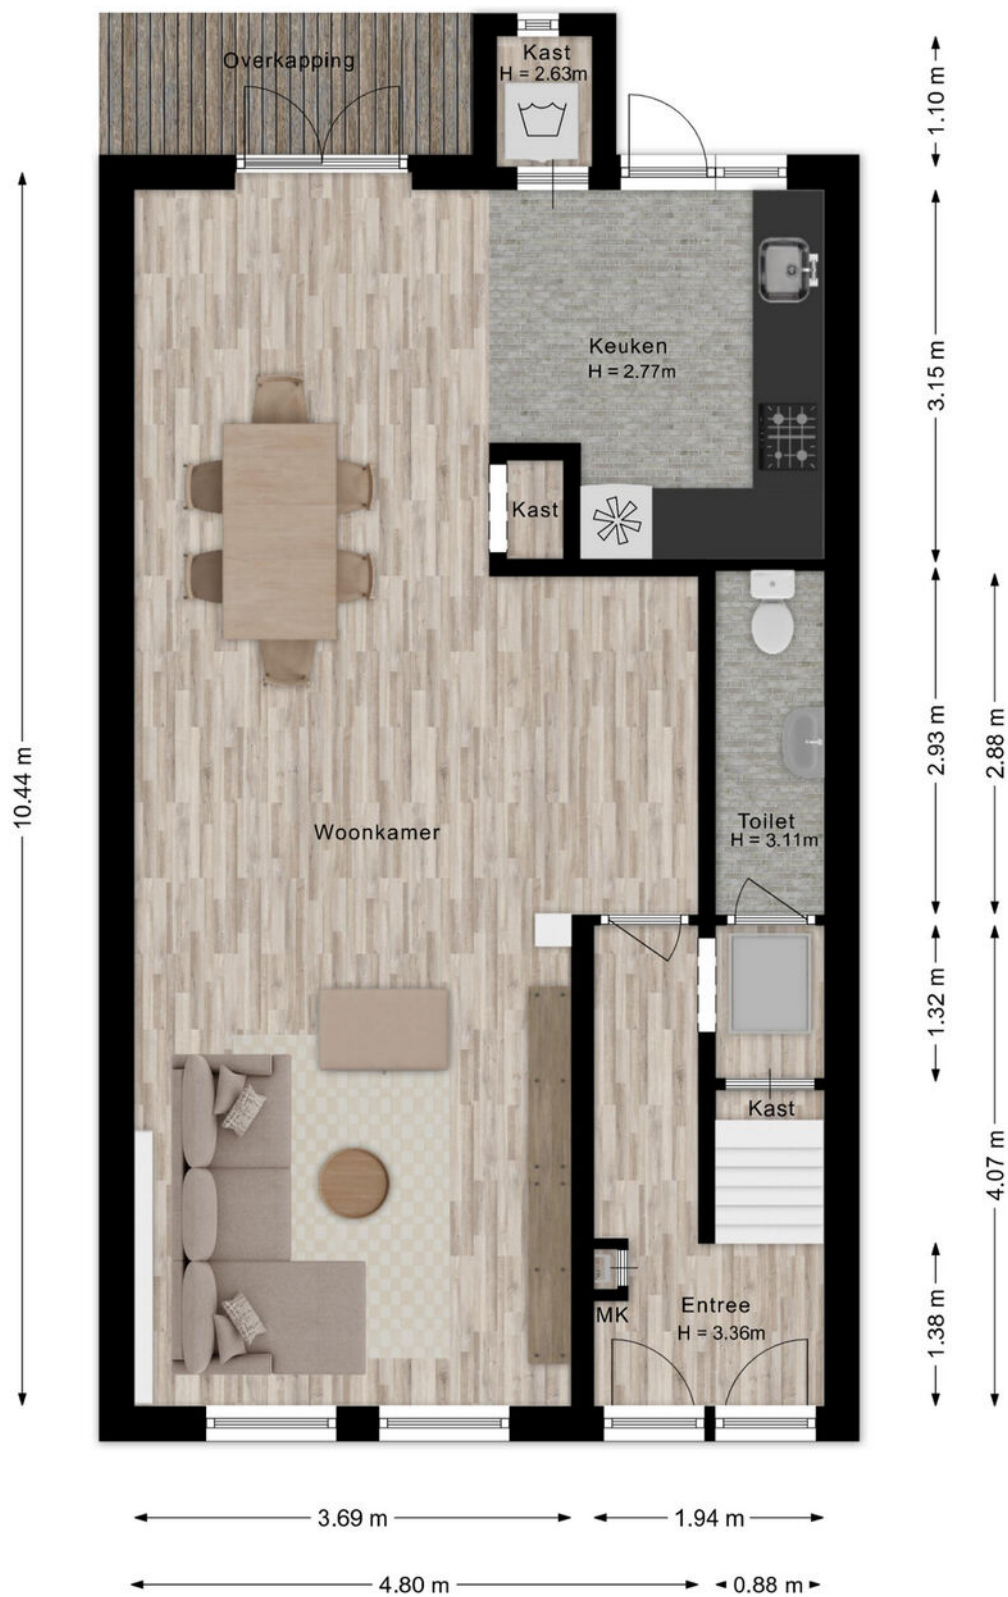 Overkapping
Kast
H = 2.63m
1.10 m
Keuken
H = 2.77m
3.15 m
Kast
10.44 m
Woonkamer
Toilet
H = 3.11m
2.93 m
2.88 m
1.32 m
Kast
4.07 m
MK
Entree
H = 3.36m
1.38 m
3.69 m
1.94 m
4.80 m
0.88 m